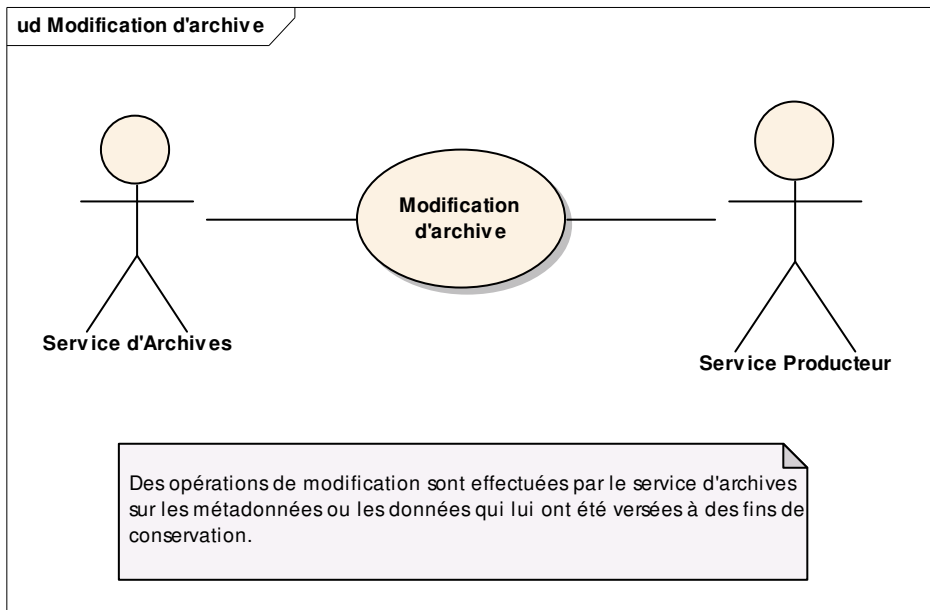 ud Modification d'archive
Modification
d'archive
Service d'Archives
Service Producteur
Des opérations de modification sont effectuées par le service d'archives
sur les métadonnées ou les données qui lui ont été versées à des fins de
conservation.